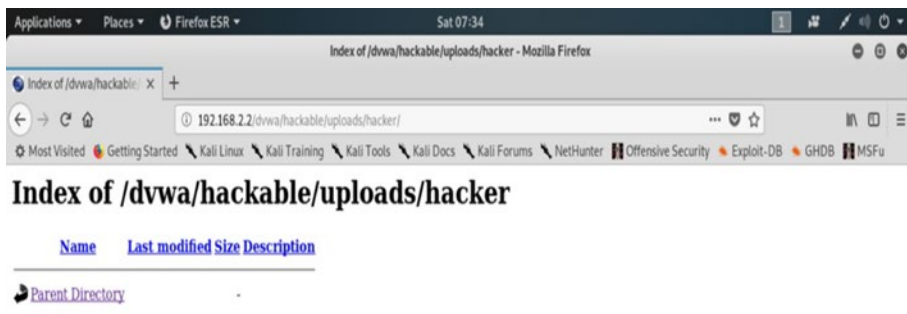 Applications Places Firefox ESR Sat 07:34 1
Index of /dvwa/hackable/uploads/hacker - Mozilla Firefox
Index of /dvwa/hackable/ X +
192.168.2.2/dvwa/hackable/uploads/hacker/ ...
Most Visited Getting Started Kali Linux Kali Training Kali Tools Kali Docs Kali Forums NetHunter Offensive Security Exploit-DB GHDB MSFu
Index of /dvwa/hackable/uploads/hacker
Name Last modified Size Description
Parent Directory -